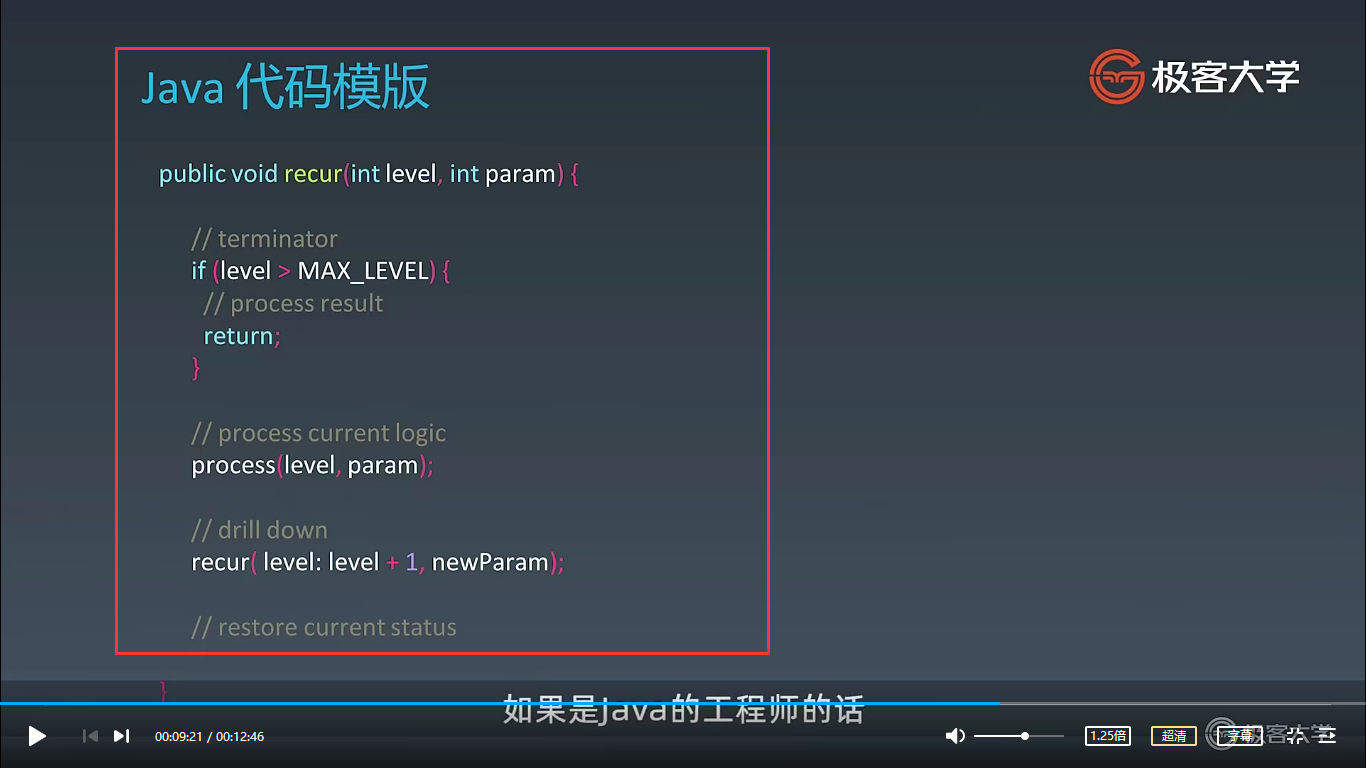 Java 代码模版
极客大学
public void recur(int level, int param) {
// terminator
if (level > MAX_LEVEL) {
// process result
return;
}
// process current logic
process(level, param);
// drill down
recur( level: level + 1, newParam);
// restore current status
}
如果是Java的工程师的话
00:09:21 / 00:12:46
1.25倍
超清
字幕
极客大学